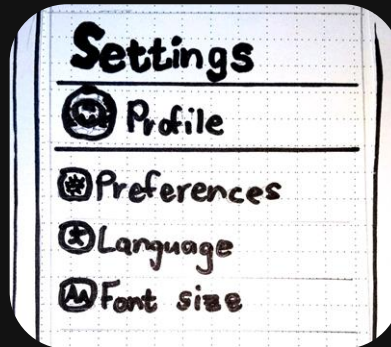 Settings
Profile
Preferences
Language
Font size